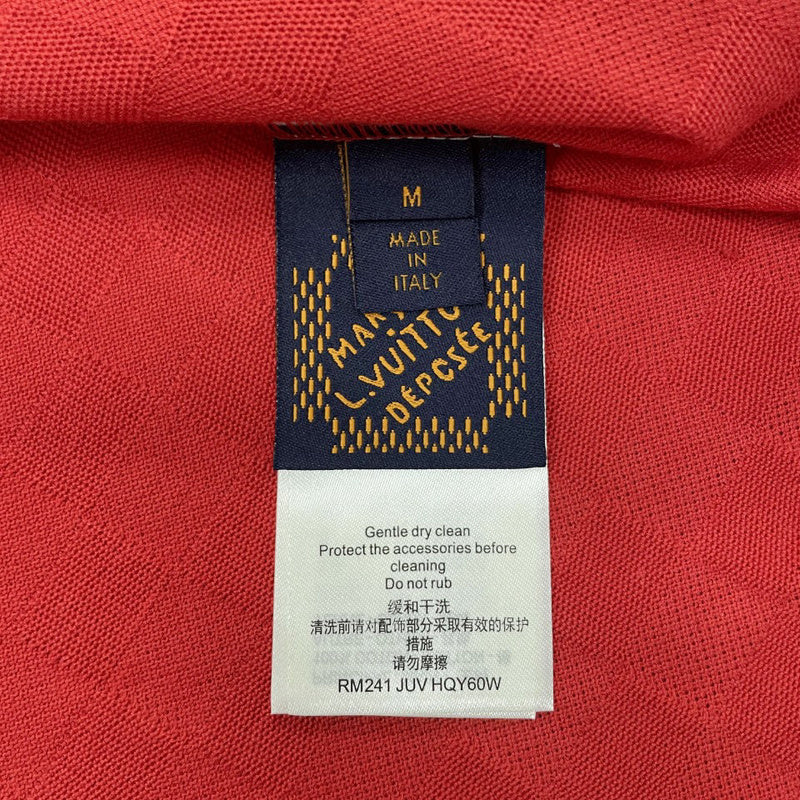 M
MADE
IN
ITALY
L.VUITTO
DÉPOSÉE
Gentle dry clean
Protect the accessories before
cleaning
Do not rub
缓和干洗
清洗前请对配饰部分采取有效的保护
措施
请勿摩擦
RM241 JUV HQY60W